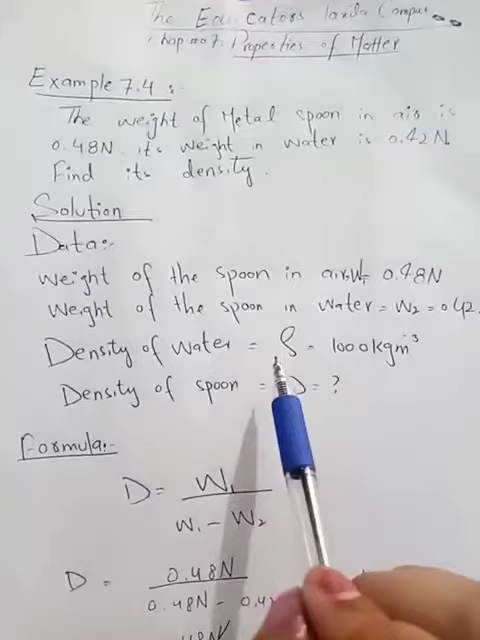 The Educators Taxila Campus
Chap no 7: Properties of Matter
Example 7.4 :
The weight of Metal spoon in air is
0.48N. it's weight in water is 0.42N
Find its density.
Solution
Data:-
weight of the spoon in air W₁= 0.48N
weight of the spoon in water = W₂ = 0.42
Density of water = ρ = 1000kgm⁻³
Density of spoon = D = ?
Formula:-
D = W₁
W₁ - W₂
D = 0.48N
0.48N - 0.42
48N